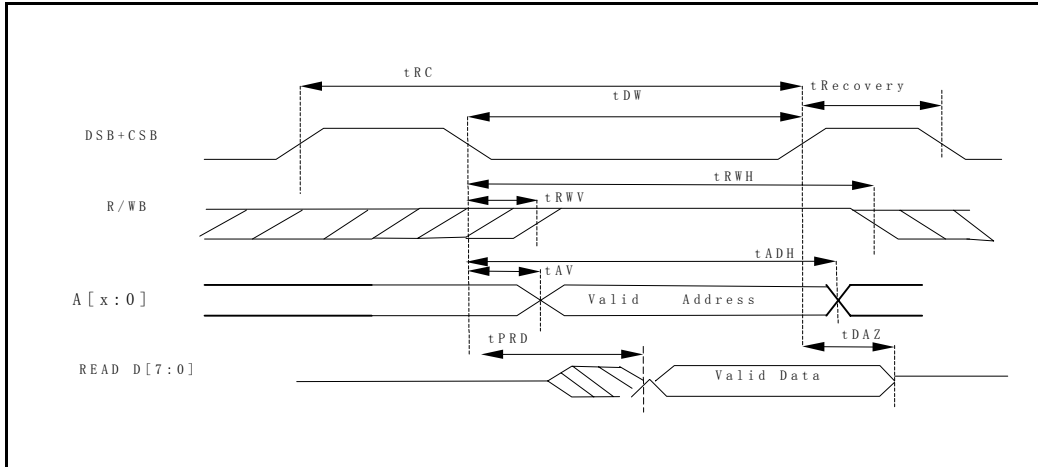 tRC
tRecovery
tDW
DSB+CSB
tRWH
R/WB
tRWV
tADH
tAV
A[x:0]
Valid Address
tPRD
tDAZ
READ D[7:0]
Valid Data